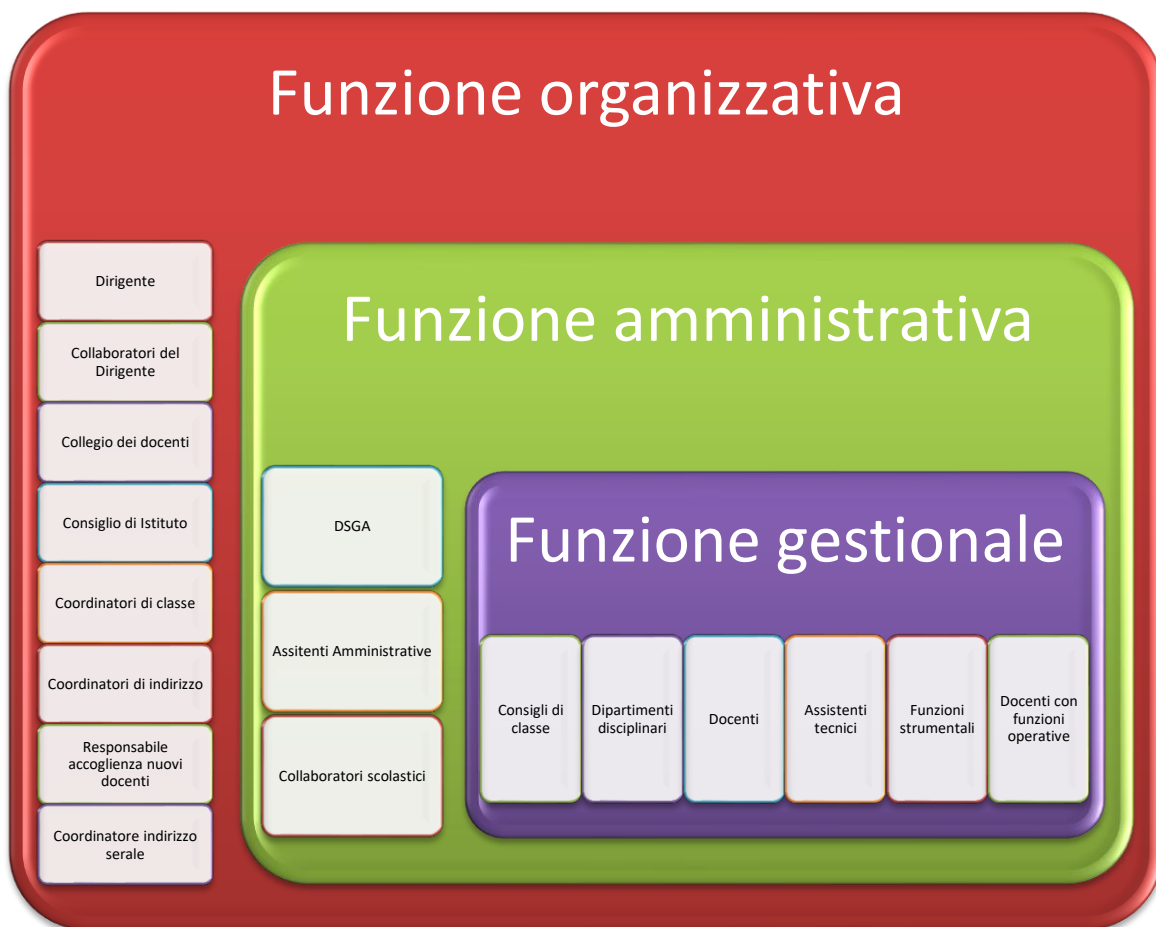 Funzione organizzativa
Dirigente
Collaboratori del
Dirigente
Collegio dei docenti
Consiglio di Istituto
Coordinatori di classe
Coordinatori di indirizzo
Responsabile
accoglienza nuovi
docenti
Coordinatore indirizzo
serale
Funzione amministrativa
DSGA
Assitenti Amministrative
Collaboratori scolastici
Funzione gestionale
Consigli di
classe
Dipartimenti
disciplinari
Docenti
Assistenti
tecnici
Funzioni
strumentali
Docenti con
funzioni
operative